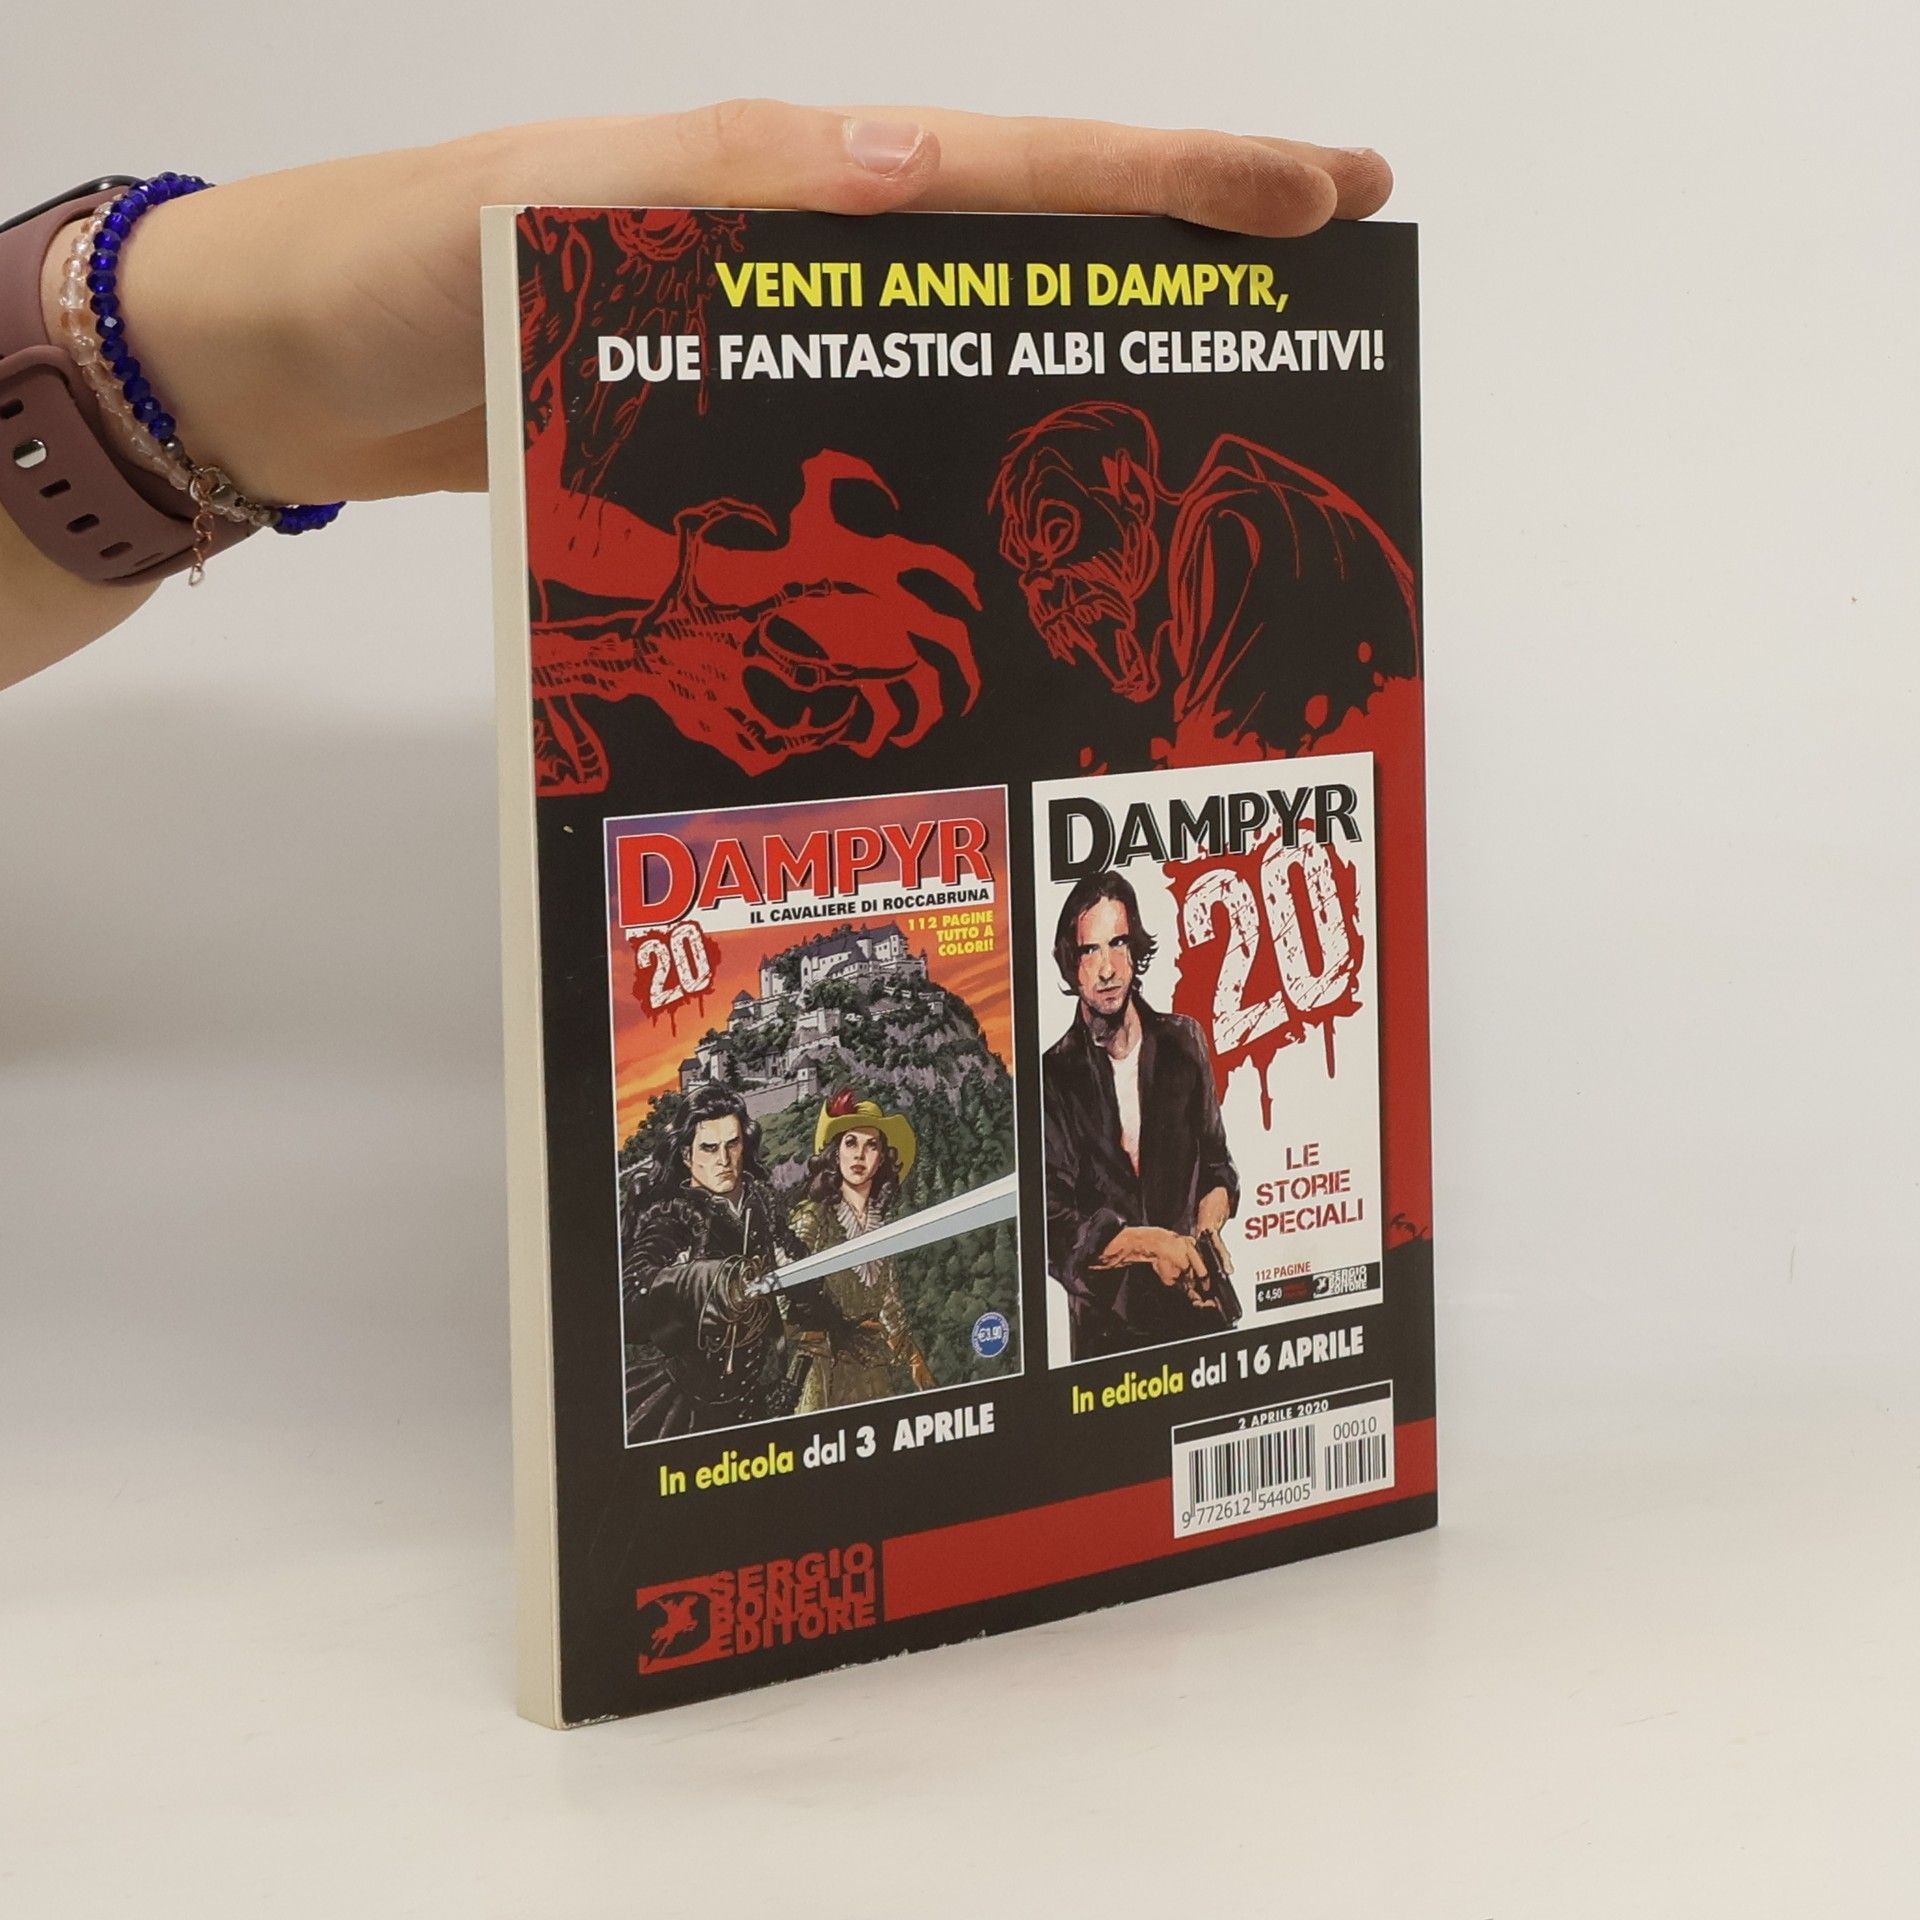 VENTI ANNI DI DAMPYR,
DUE FANTASTICI ALBI CELEBRATIVI!
DAMPYR
IL CAVALIERE DI ROCCABRUNA
20
112 PAGINE
TUTTO A
COLORI!
€3,90
In edicola dal 3 APRILE
DAMPYR
20
LE
STORIE
SPECIALI
112 PAGINE
€ 4,50
SERGIO
BONELLI
EDITORE
In edicola dal 16 APRILE
2 APRILE 2020
00010
9 772612 544005
SERGIO
BONELLI
EDITORE